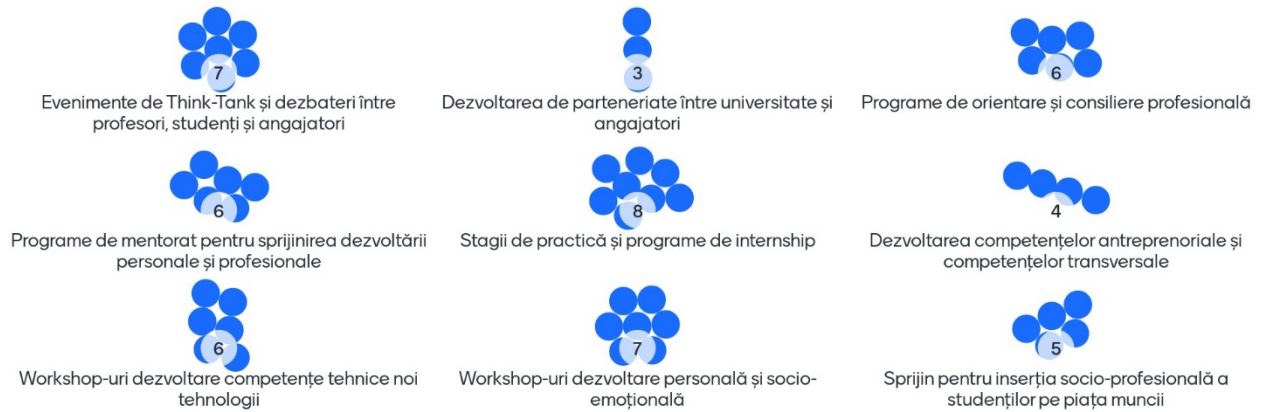 7
Evenimente de Think-Tank și dezbateri între
profesori, studenți și angajatori
3
Dezvoltarea de parteneriate între universitate și
angajatori
6
Programe de orientare și consiliere profesională
6
Programe de mentorat pentru sprijinirea dezvoltării
personale și profesionale
8
Stagii de practică și programe de internship
4
Dezvoltarea competențelor antreprenoriale și
competențelor transversale
6
Workshop-uri dezvoltare competențe tehnice noi
tehnologii
7
Workshop-uri dezvoltare personală și socio-
emoțională
5
Sprijin pentru inserția socio-profesională a
studenților pe piața muncii